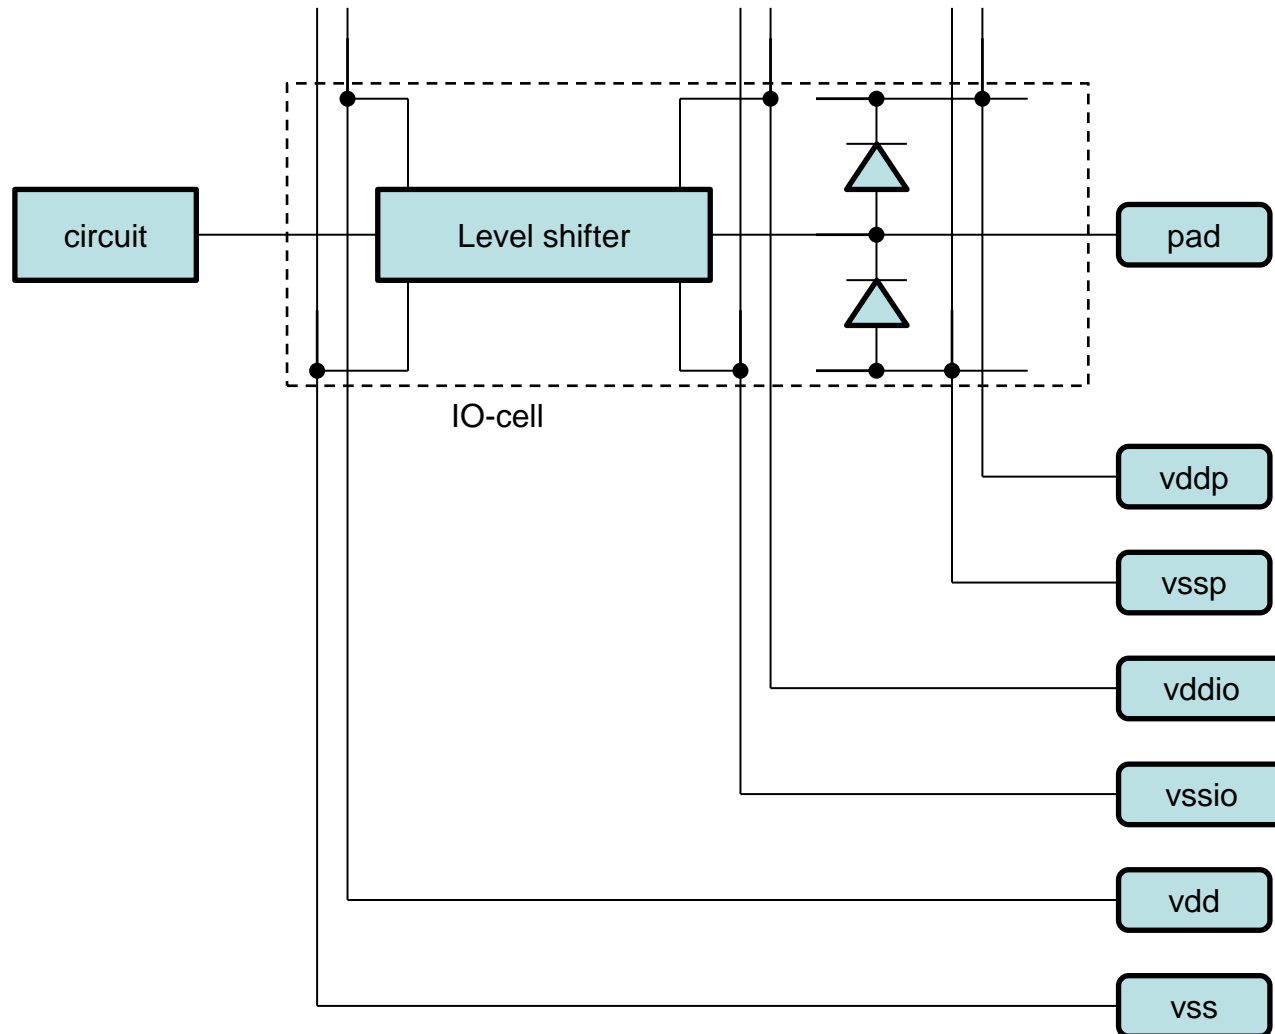 circuit
Level shifter
pad
IO-cell
vddp
vssp
vddio
vssio
vdd
vss